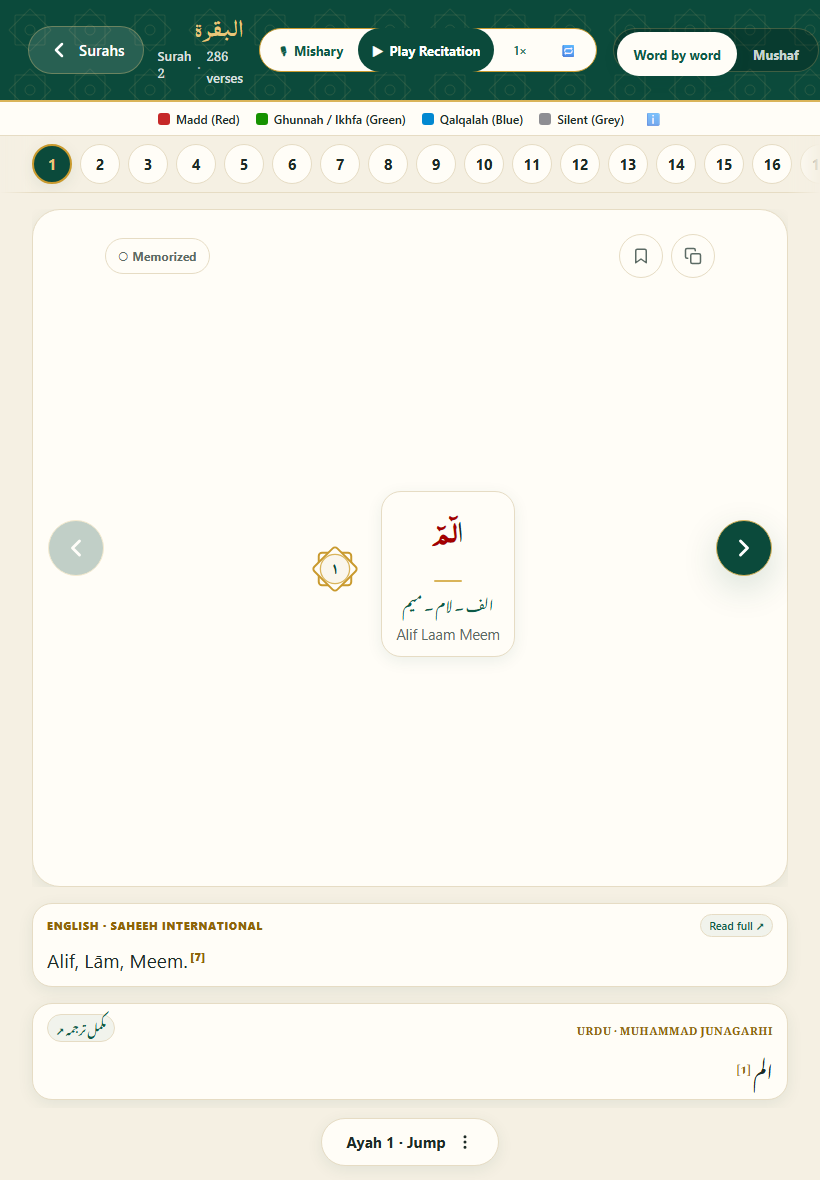 Surahs
البقرة
Surah 2 · 286 verses
Mishary
Play Recitation
1×
Word by word
Mushaf
Madd (Red)
Ghunnah / Ikhfa (Green)
Qalqalah (Blue)
Silent (Grey)
1 2 3 4 5 6 7 8 9 10 11 12 13 14 15 16
Memorized
الٓمّٓ
١
الف ۔ لام ۔ میم
Alif Laam Meem
ENGLISH · SAHEEH INTERNATIONAL
Read full ↗
Alif, Lām, Meem.[7]
مکمل ترجمہ ↗
URDU · MUHAMMAD JUNAGARHI
الم [1]
Ayah 1 · Jump